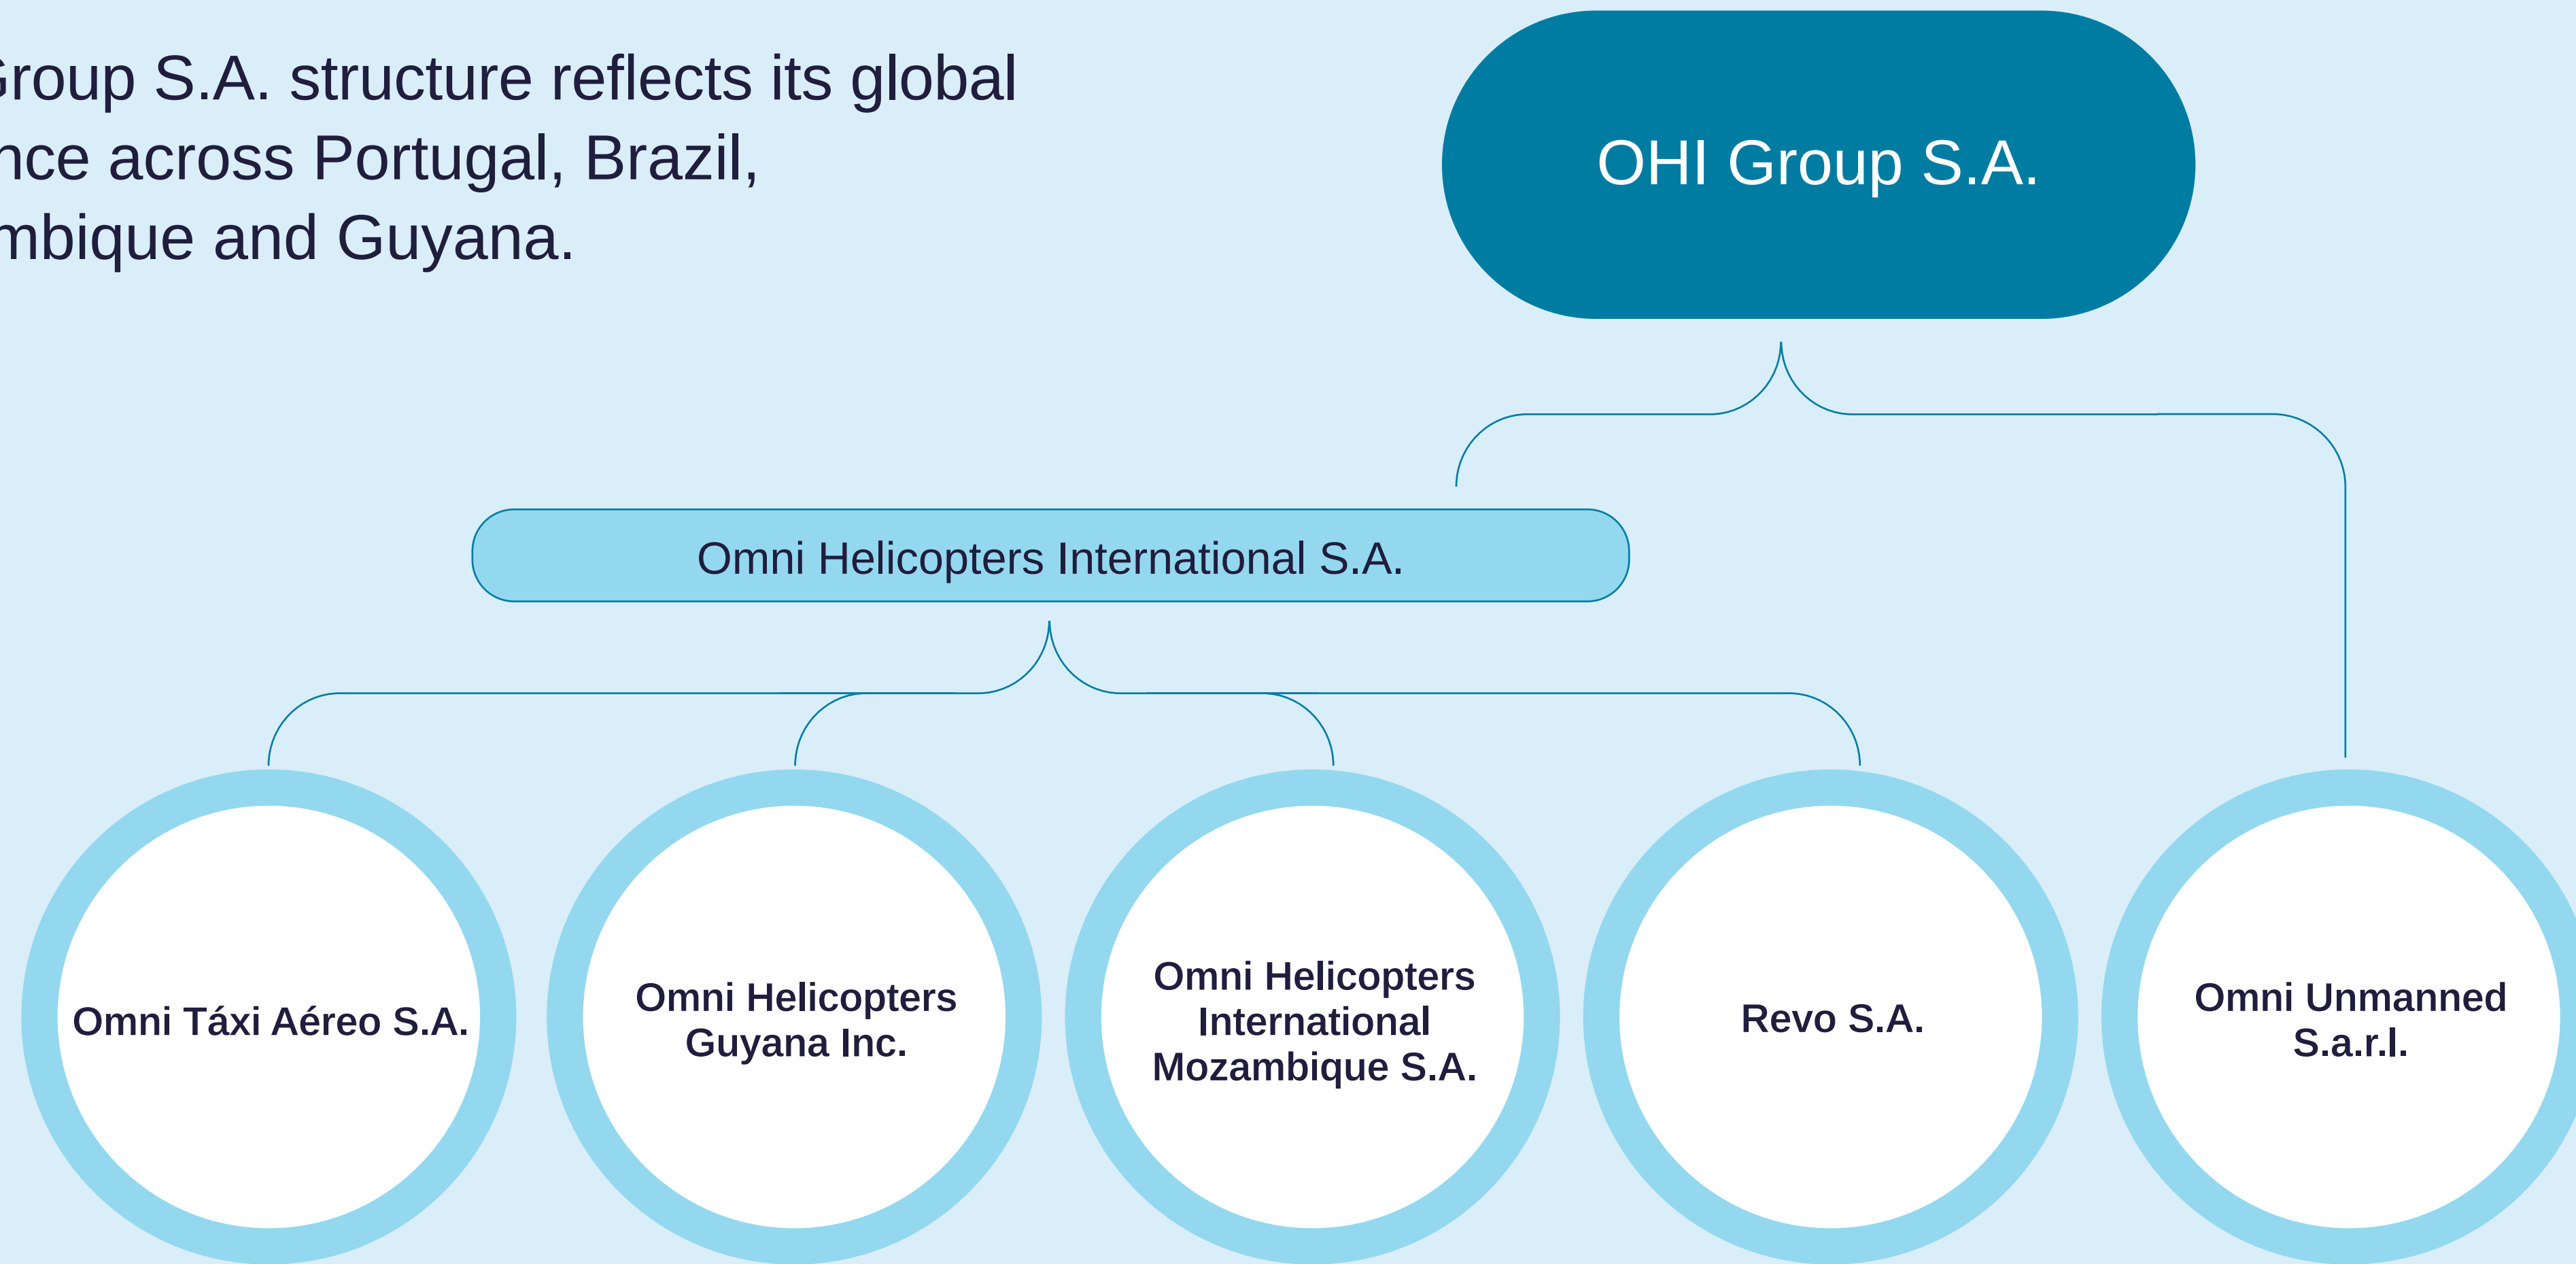 Group S.A. structure reflects its global
nce across Portugal, Brazil,
mbique and Guyana.
OHI Group S.A.
Omni Helicopters International S.A.
Omni Táxi Aéreo S.A.
Omni Helicopters
Guyana Inc.
Omni Helicopters
International
Mozambique S.A.
Revo S.A.
Omni Unmanned
S.a.r.l.